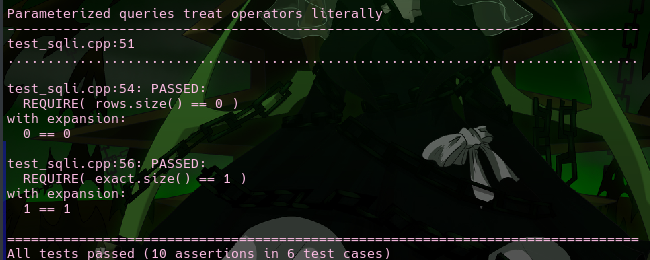 Parameterized queries treat operators literally
-------------------------------------------------------------------------------
test_sqli.cpp:51
...............................................................................
test_sqli.cpp:54: PASSED:
  REQUIRE( rows.size() == 0 )
with expansion:
  0 == 0
test_sqli.cpp:56: PASSED:
  REQUIRE( exact.size() == 1 )
with expansion:
  1 == 1
===============================================================================
All tests passed (10 assertions in 6 test cases)